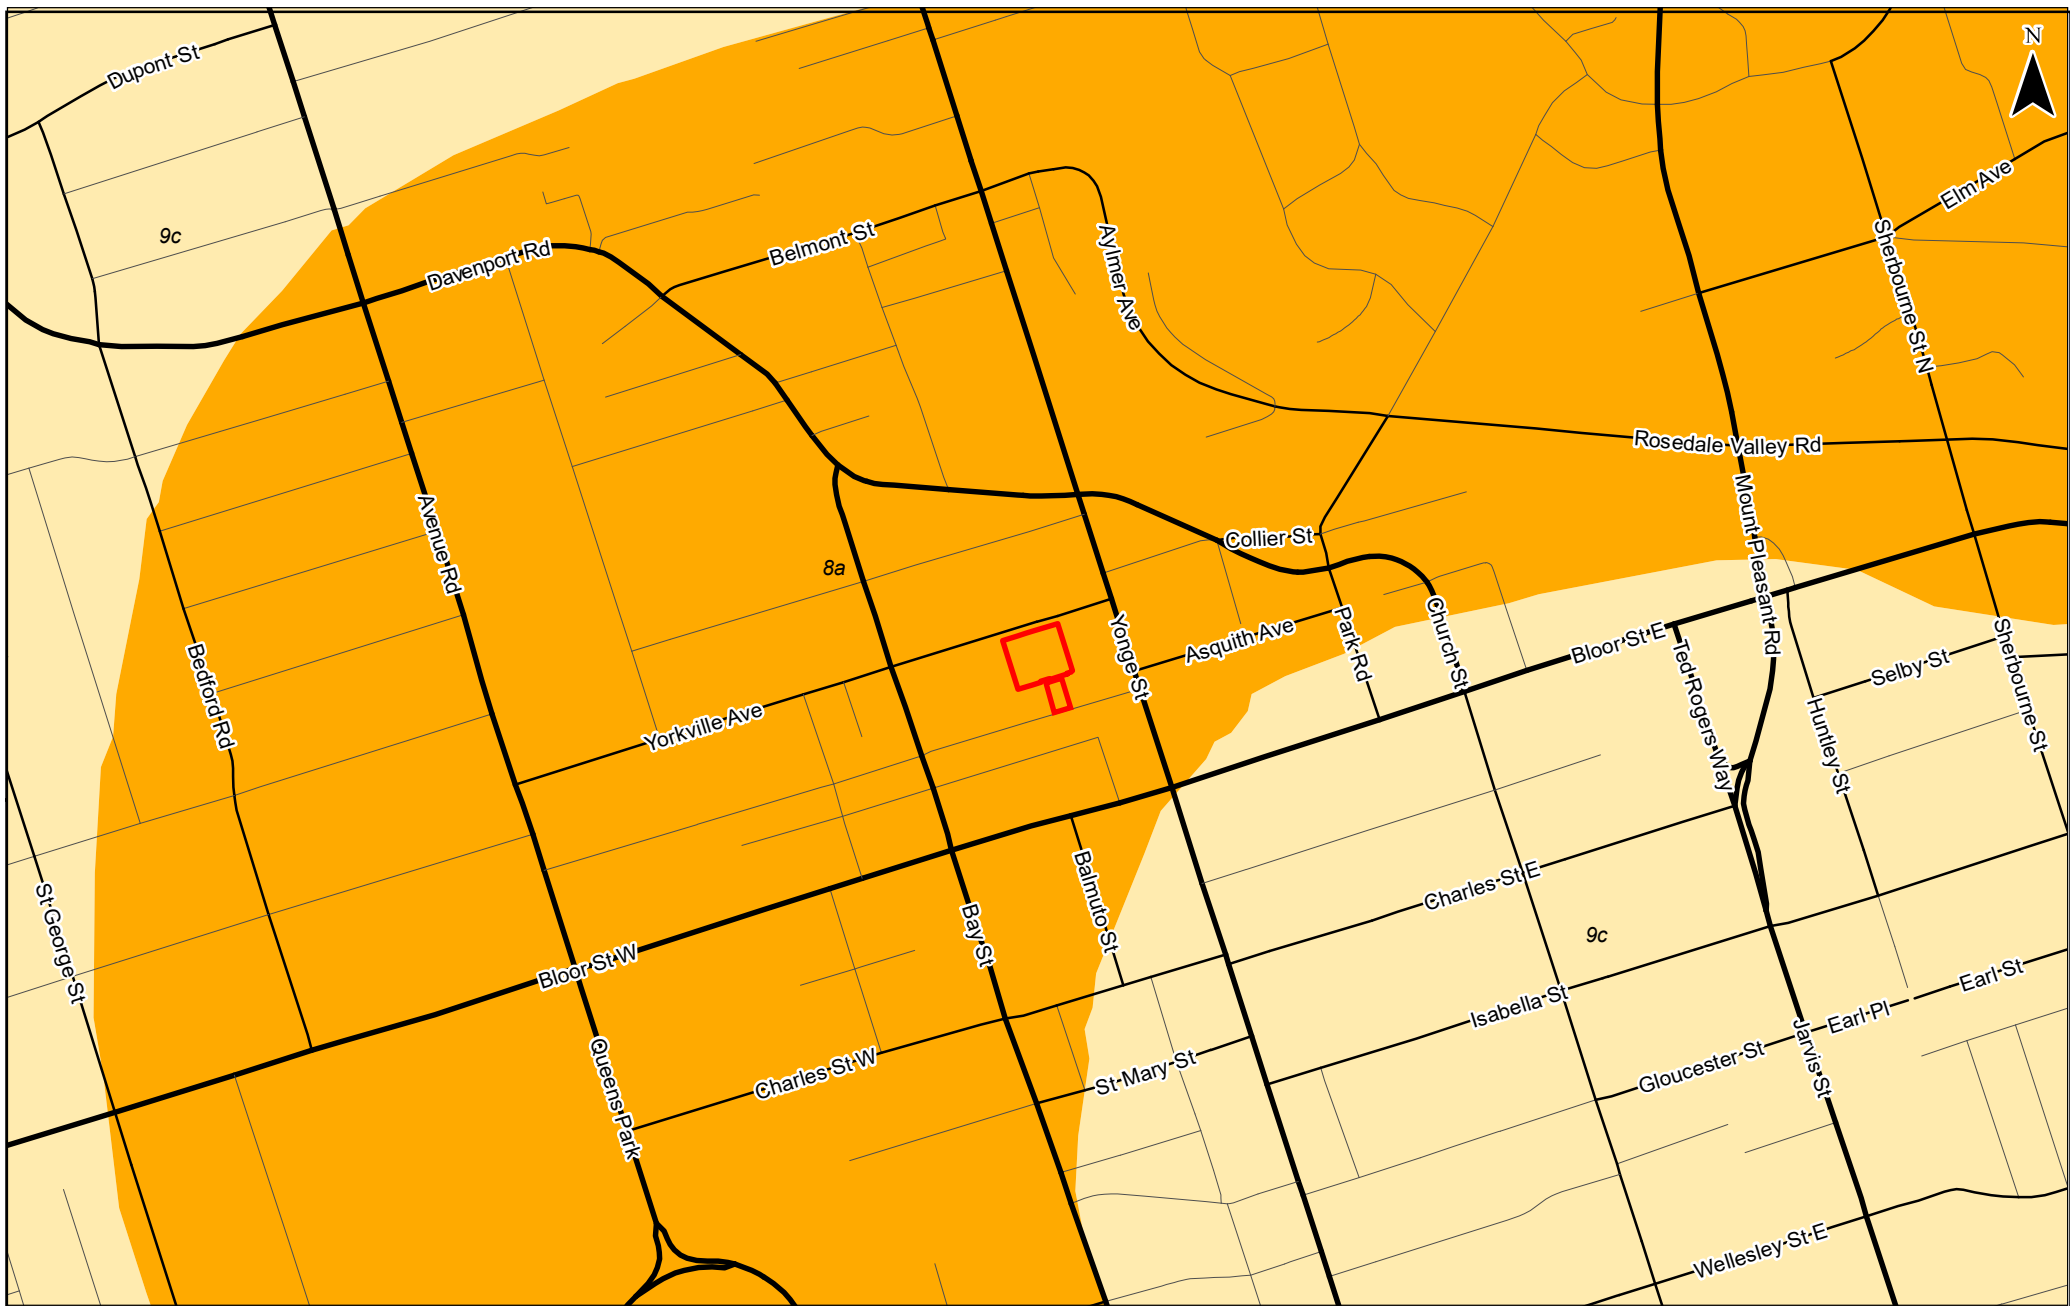 N
Dupont St
Elm Ave
9c
Belmont St
Davenport Rd
Aylmer Ave
Sherbourne St N
Rosedale Valley Rd
Avenue Rd
Mount Pleasant Rd
Collier St
8a
Yonge St
Asquith Ave
Park Rd
Church St
Bloor St E
Ted Rogers Way
Selby St
Sherbourne St
Bedford Rd
Yorkville Ave
Huntley St
St George St
Balmuto St
Charles St E
Bay St
9c
Bloor St W
Isabella St
Earl St
Earl Pl
Queens Park
Charles St W
St Mary St
Gloucester St
Jarvis St
Wellesley St E